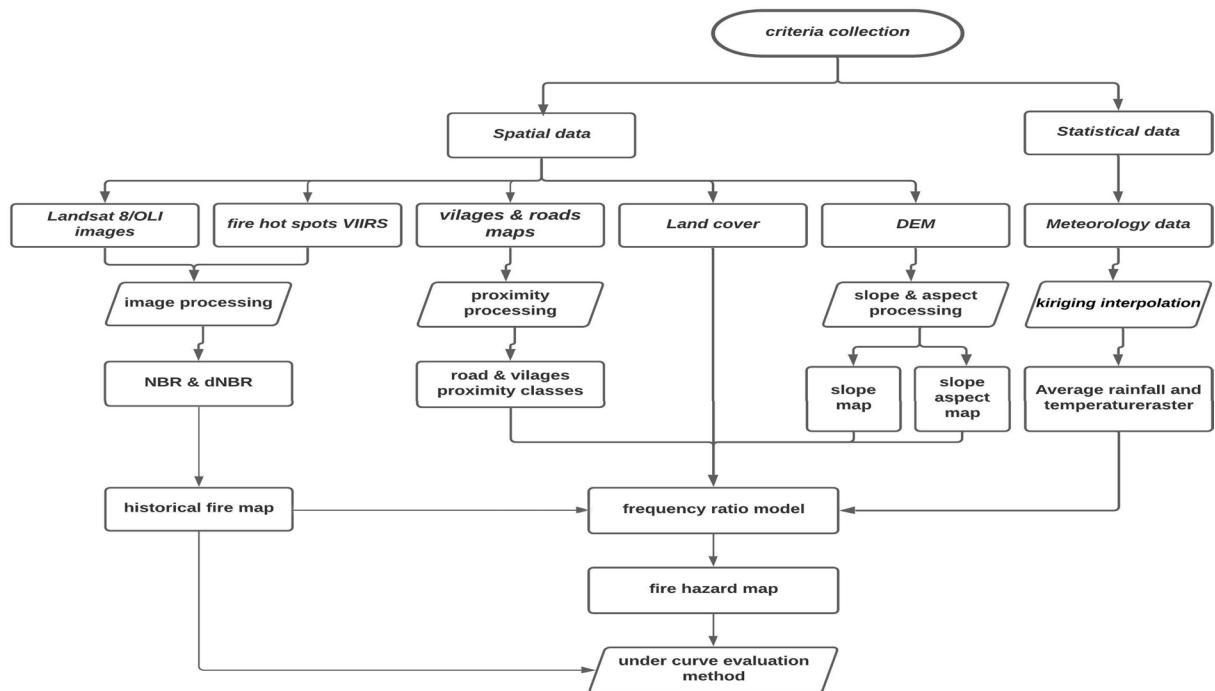 criteria collection
Spatial data
Statistical data
Landsat 8/OLI
images
fire hot spots VIIRS
vilages & roads
maps
Land cover
DEM
Meteorology data
image processing
proximity
processing
slope & aspect
processing
kiriging interpolation
NBR & dNBR
road & vilages
proximity classes
slope
map
slope
aspect
map
Average rainfall and
temperatureraster
historical fire map
frequency ratio model
fire hazard map
under curve evaluation
method